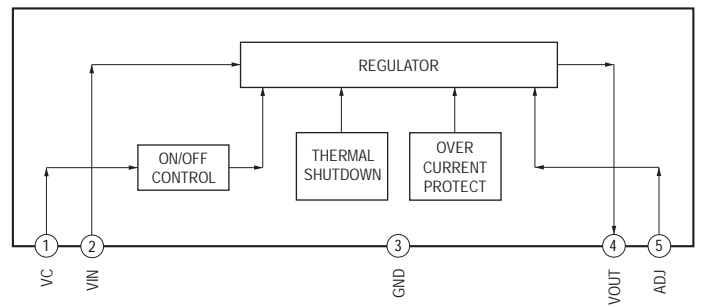 REGULATOR
ON/OFF
CONTROL
THERMAL
SHUTDOWN
OVER
CURRENT
PROTECT
1
2
3
4
5
VC
VIN
GND
VOUT
ADJ